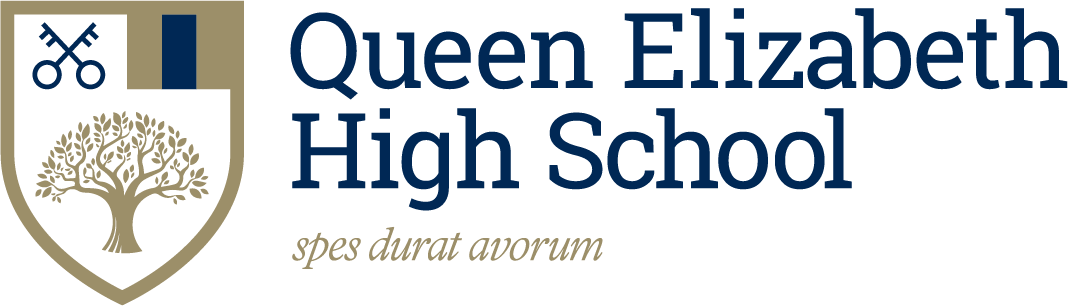 Queen Elizabeth
High School
spes durat avorum